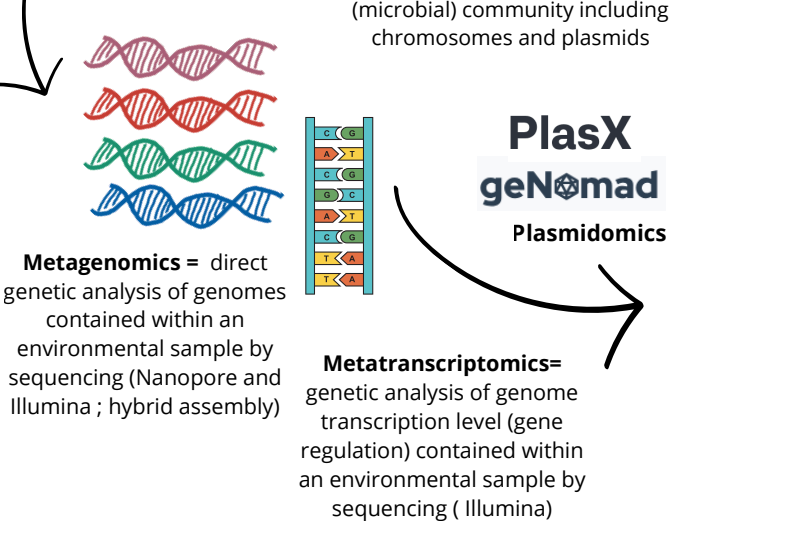 (microbial) community including
chromosomes and plasmids
C G
A T
C G
G C
A T
C G
T A
T A
PlasX
geNomad
Plasmidomics
Metagenomics = direct
genetic analysis of genomes
contained within an
environmental sample by
sequencing (Nanopore and
Illumina ; hybrid assembly)
Metatranscriptomics=
genetic analysis of genome
transcription level (gene
regulation) contained within
an environmental sample by
sequencing ( Illumina)